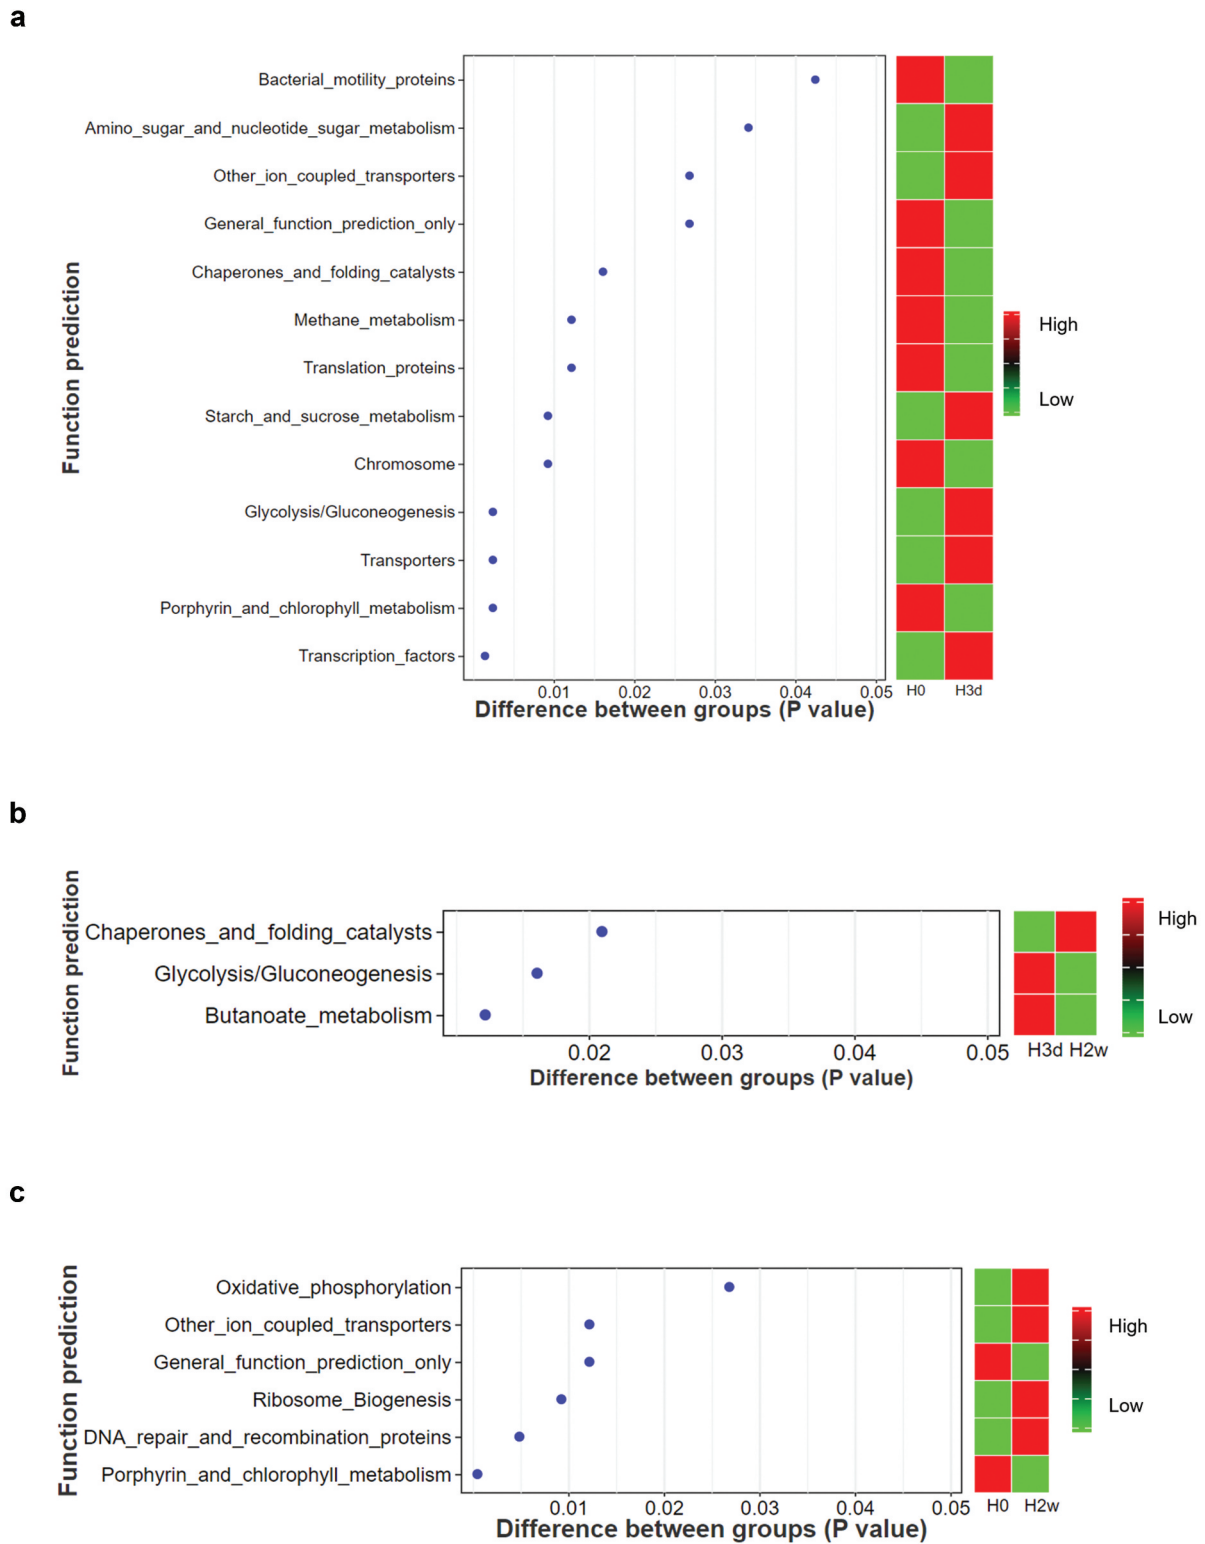 a
Bacterial_motility_proteins
Amino_sugar_and_nucleotide_sugar_metabolism
Other_ion_coupled_transporters
General_function_prediction_only
Chaperones_and_folding_catalysts
Methane_metabolism
Translation_proteins
Starch_and_sucrose_metabolism
Chromosome
Glycolysis/Gluconeogenesis
Transporters
Porphyrin_and_chlorophyll_metabolism
Transcription_factors
Function prediction
0.01 0.02 0.03 0.04 0.05
Difference between groups (P value)
H0 H3d
High
Low
b
Chaperones_and_folding_catalysts
Glycolysis/Gluconeogenesis
Butanoate_metabolism
Function prediction
0.02 0.03 0.04 0.05
Difference between groups (P value)
H3d H2w
High
Low
c
Oxidative_phosphorylation
Other_ion_coupled_transporters
General_function_prediction_only
Ribosome_Biogenesis
DNA_repair_and_recombination_proteins
Porphyrin_and_chlorophyll_metabolism
Function prediction
0.01 0.02 0.03 0.04 0.05
Difference between groups (P value)
H0 H2w
High
Low